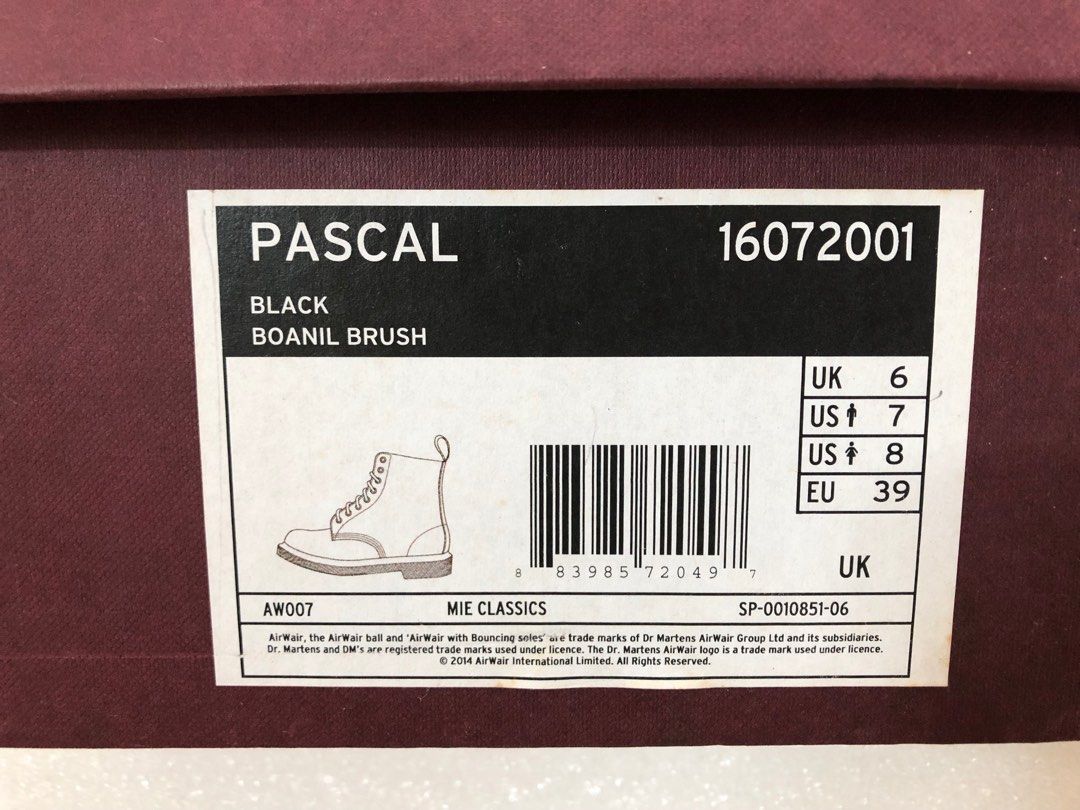 PASCAL 16072001
BLACK
BOANIL BRUSH
UK 6
US 7
US 8
EU 39
8 83985 72049 7
UK
AW007 MIE CLASSICS SP-0010851-06
AirWair, the AirWair ball and 'AirWair with Bouncing soles' are trade marks of Dr Martens AirWair Group Ltd and its subsidiaries.
Dr. Martens and DM's are registered trade marks used under licence. The Dr. Martens AirWair logo is a trade mark used under licence.
© 2014 AirWair International Limited. All Rights Reserved.